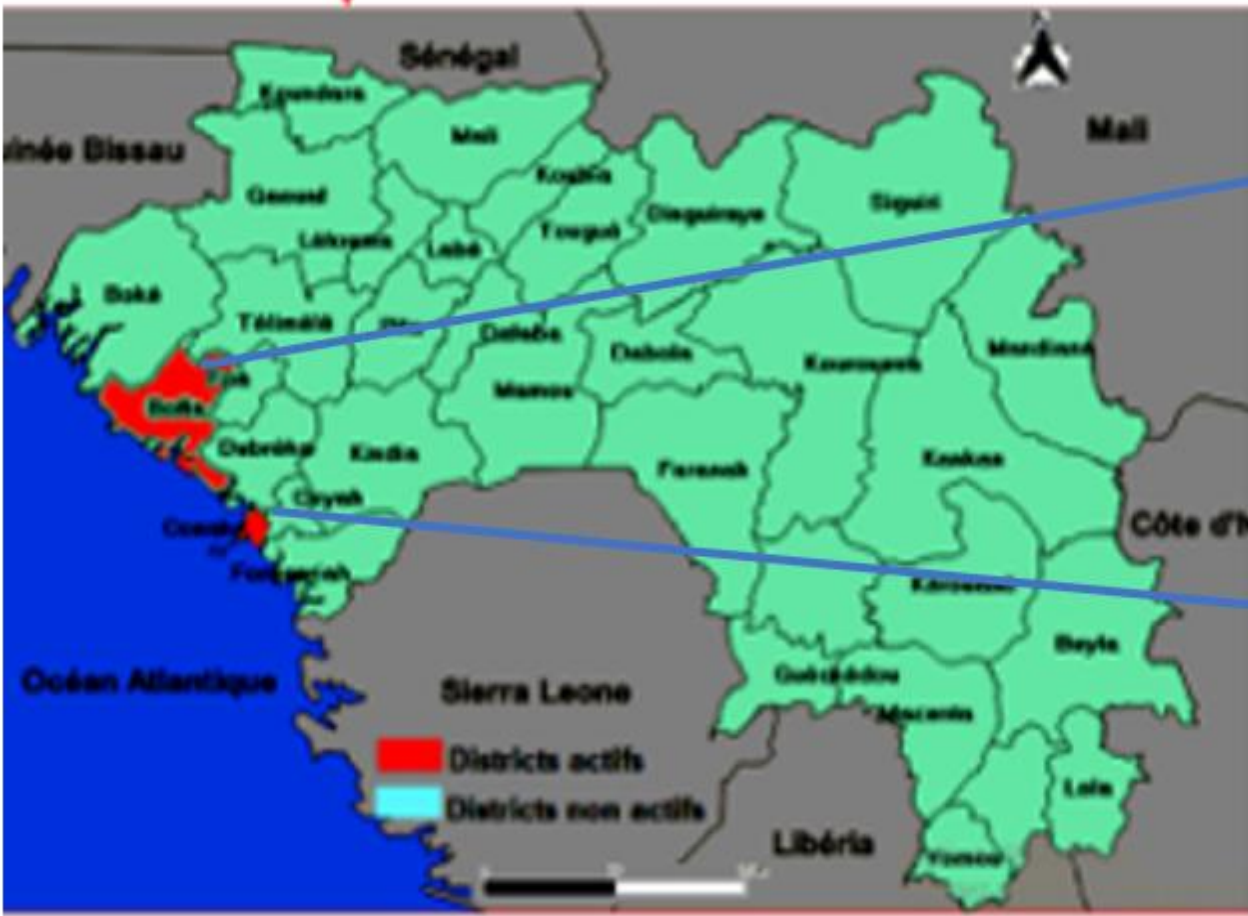 Sénégal
Mali
uinée Bissau
Koundara
Mali
Koubia
Gaoual
Siguiri
Dinguiraye
Tougué
Lélouma
Labé
Boké
Télimélé
Dalaba
Dabola
Kouroussa
Mandiana
Fria
Mamou
Boffa
Dubréka
Kindia
Faranah
Kankan
Coyah
Conakry
Côte d'I
Forécariah
Kérouané
Beyla
Guéckédou
Océan Atlantique
Sierra Leone
Macenta
Districts actifs
Districts non actifs
Lola
Libéria
Yomou